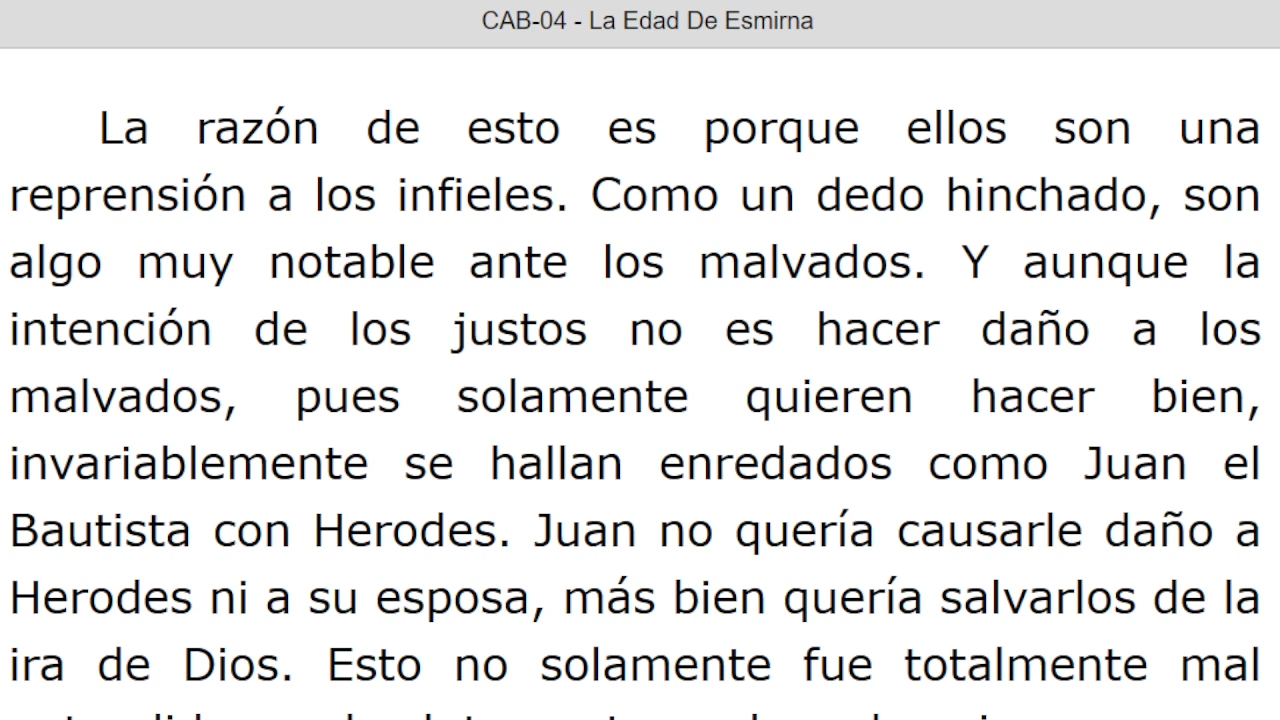 CAB-04 - La Edad De Esmirna
La razón de esto es porque ellos son una
reprensión a los infieles. Como un dedo hinchado, son
algo muy notable ante los malvados. Y aunque la
intención de los justos no es hacer daño a los
malvados, pues solamente quieren hacer bien,
invariablemente se hallan enredados como Juan el
Bautista con Herodes. Juan no quería causarle daño a
Herodes ni a su esposa, más bien quería salvarlos de la
ira de Dios. Esto no solamente fue totalmente mal